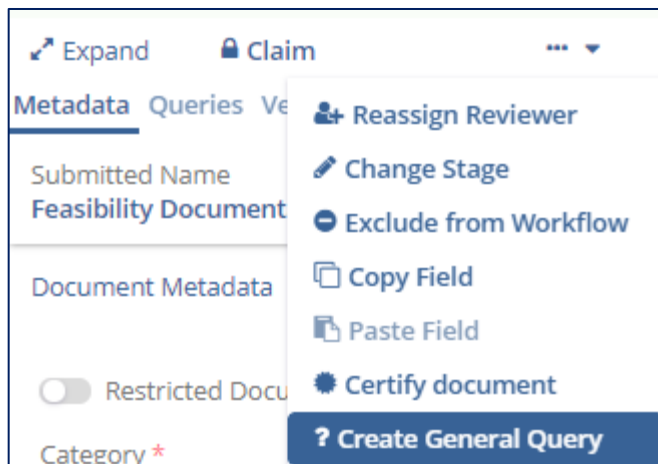 Expand Claim
Metadata Queries
Reassign Reviewer
Submitted Name
Change Stage
Feasibility Document
Exclude from Workflow
Document Metadata
Copy Field
Paste Field
Restricted Docu
Certify document
Category *
? Create General Query